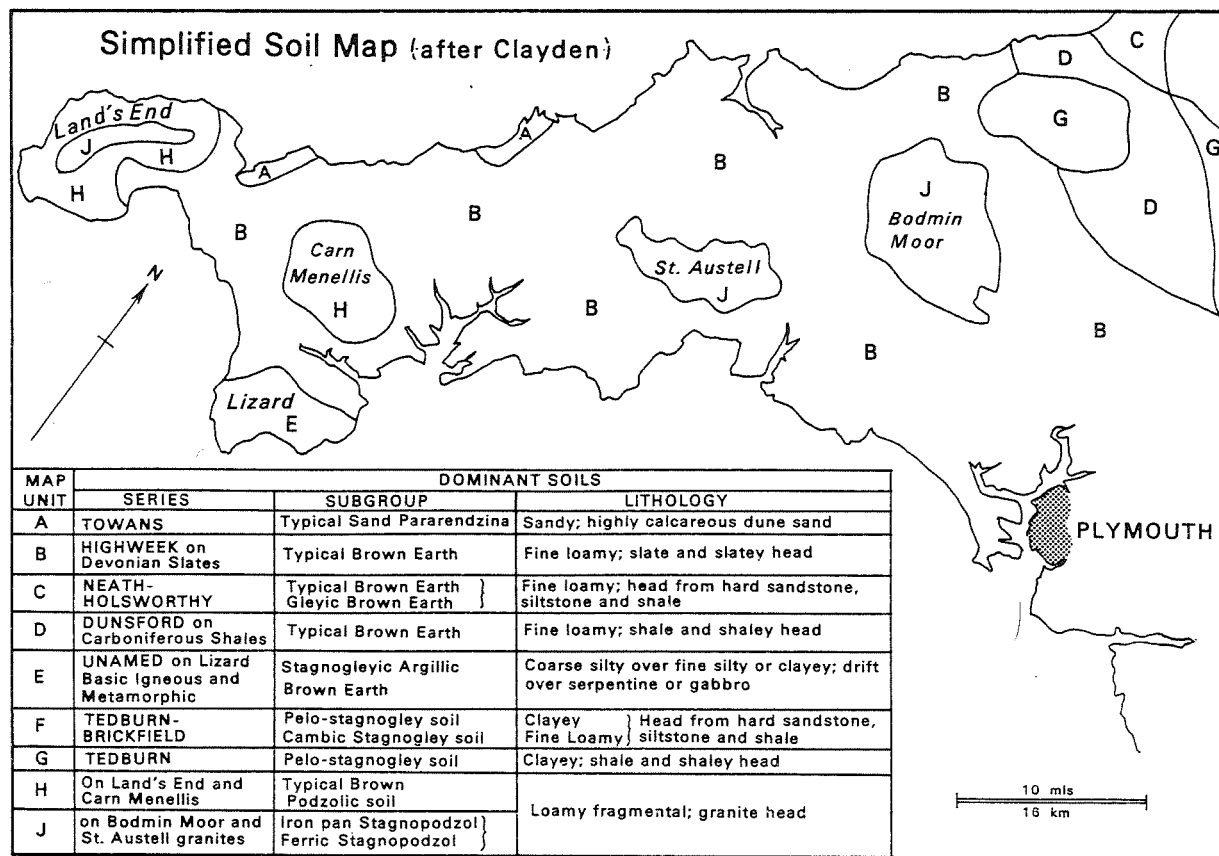 Simplified Soil Map (after Clayden)
C
D
B
Land's End
J
H
H
A
A
G
G
B
B
B
J
Bodmin
Moor
D
Carn
Menellis
H
St. Austell
J
N
B
B
B
Lizard
E
PLYMOUTH
MAP UNIT DOMINANT SOILS
SERIES SUBGROUP LITHOLOGY
A TOWANS Typical Sand Pararendzina Sandy; highly calcareous dune sand
B HIGHWEEK on Devonian Slates Typical Brown Earth Fine loamy; slate and slatey head
C NEATH-HOLSWORTHY Typical Brown Earth Gleyic Brown Earth } Fine loamy; head from hard sandstone, siltstone and shale
D DUNSFORD on Carboniferous Shales Typical Brown Earth Fine loamy; shale and shaley head
E UNAMED on Lizard Basic Igneous and Metamorphic Stagnogleyic Argillic Brown Earth Coarse silty over fine silty or clayey; drift over serpentine or gabbro
F TEDBURN-BRICKFIELD Pelo-stagnogley soil Cambic Stagnogley soil Clayey Fine Loamy } Head from hard sandstone, siltstone and shale
G TEDBURN Pelo-stagnogley soil Clayey; shale and shaley head
H On Land's End and Carn Menellis Typical Brown Podzolic soil Loamy fragmental; granite head
J on Bodmin Moor and St. Austell granites Iron pan Stagnopodzol Ferric Stagnopodzol }
10 mls
16 km